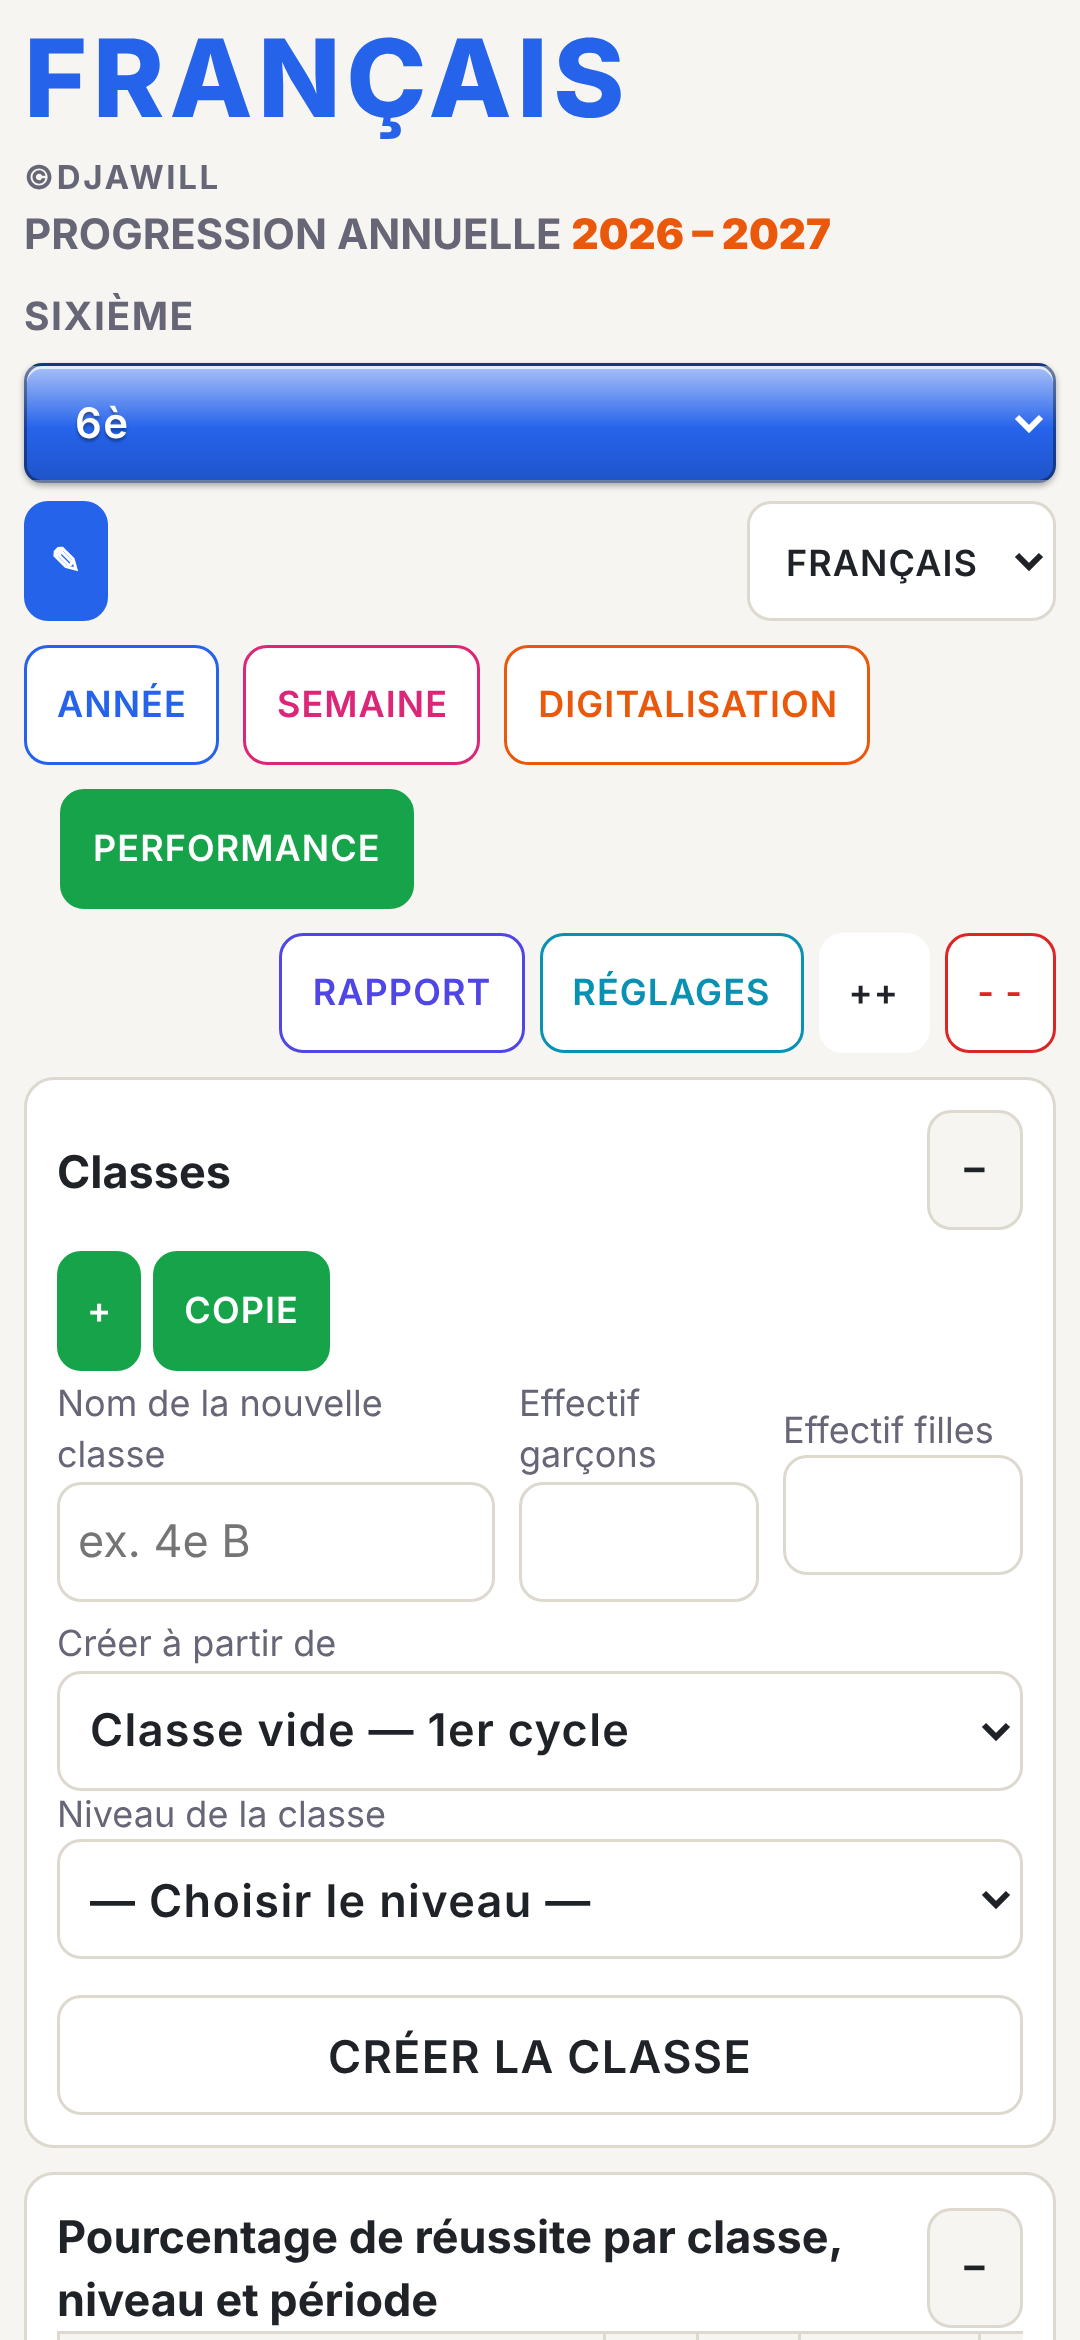 FRANÇAIS
©DJAWILL
PROGRESSION ANNUELLE 2026 – 2027
SIXIÈME
6è
✎
FRANÇAIS
ANNÉE SEMAINE DIGITALISATION
PERFORMANCE
RAPPORT RÉGLAGES ++ - -
Classes –
+ COPIE
Nom de la nouvelle classe
Effectif garçons
Effectif filles
ex. 4e B
Créer à partir de
Classe vide — 1er cycle
Niveau de la classe
— Choisir le niveau —
CRÉER LA CLASSE
Pourcentage de réussite par classe, –
niveau et période